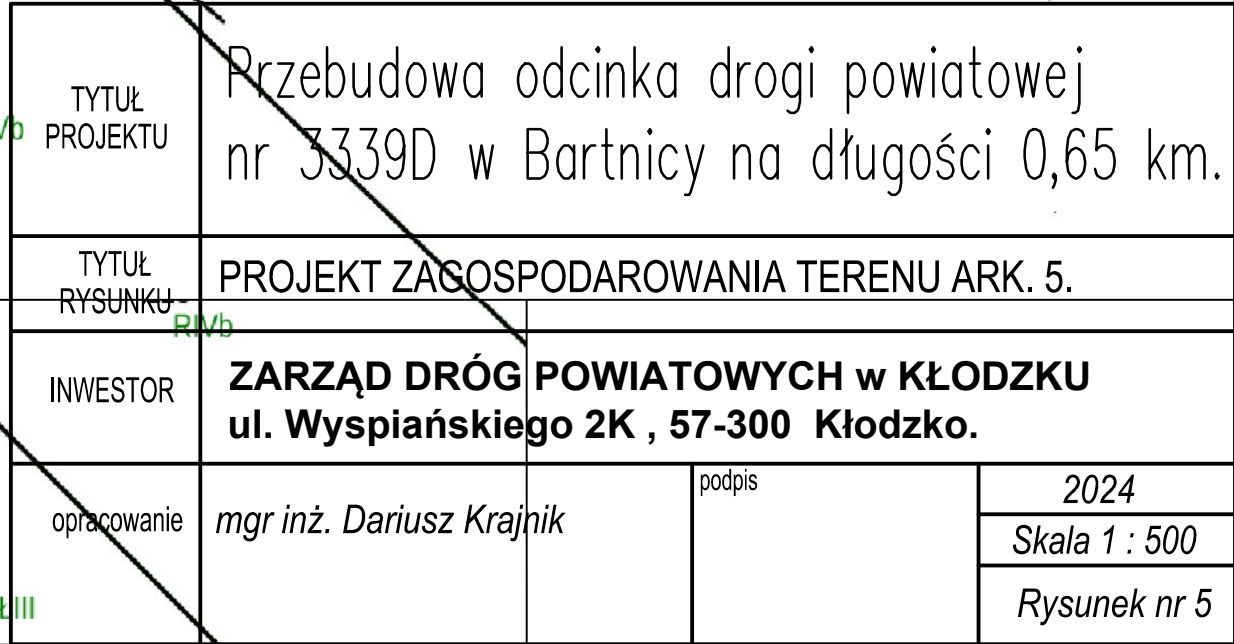 TYTUŁ
PROJEKTU
Przebudowa odcinka drogi powiatowej
nr 3339D w Bartnicy na długości 0,65 km.
TYTUŁ
RYSUNKU
PROJEKT ZAGOSPODAROWANIA TERENU ARK. 5.
RIVb
INWESTOR
ZARZĄD DRÓG POWIATOWYCH w KŁODZKU
ul. Wyspiańskiego 2K , 57-300 Kłodzko.
opracowanie
mgr inż. Dariusz Krajnik
podpis
2024
Skala 1 : 500
Rysunek nr 5
ŁIII